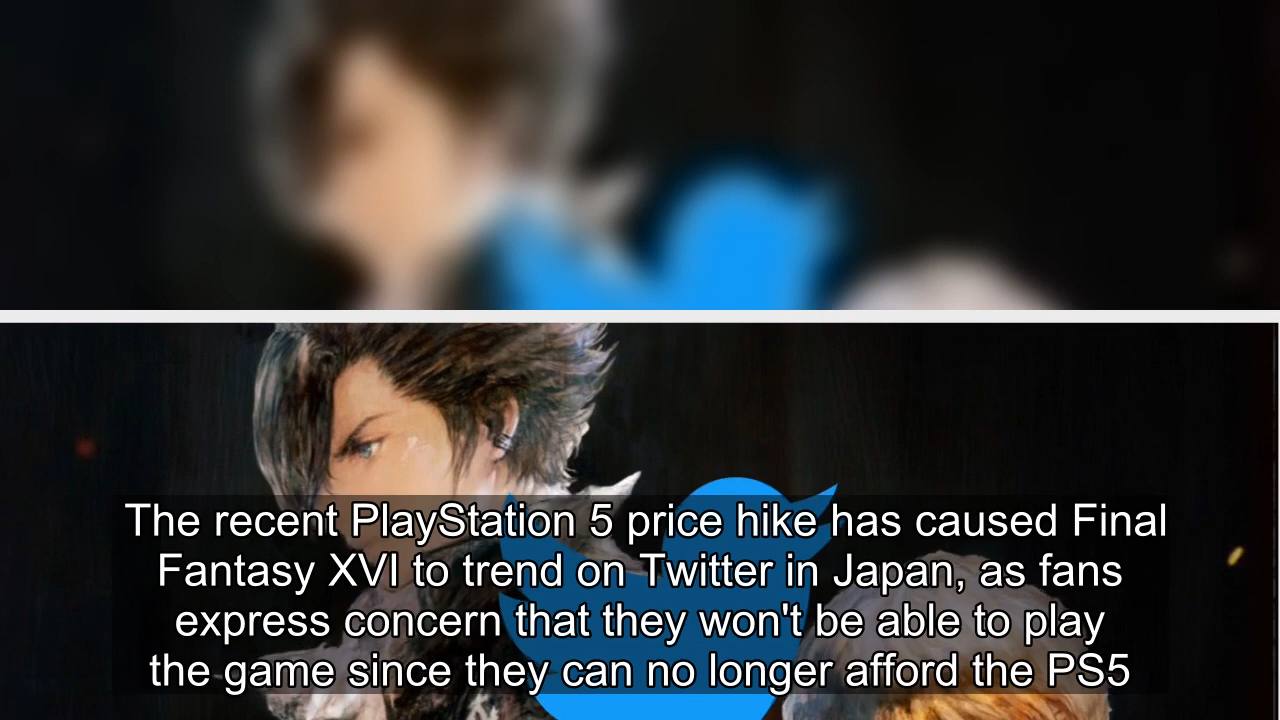 The recent PlayStation 5 price hike has caused Final
Fantasy XVI to trend on Twitter in Japan, as fans
express concern that they won't be able to play
the game since they can no longer afford the PS5